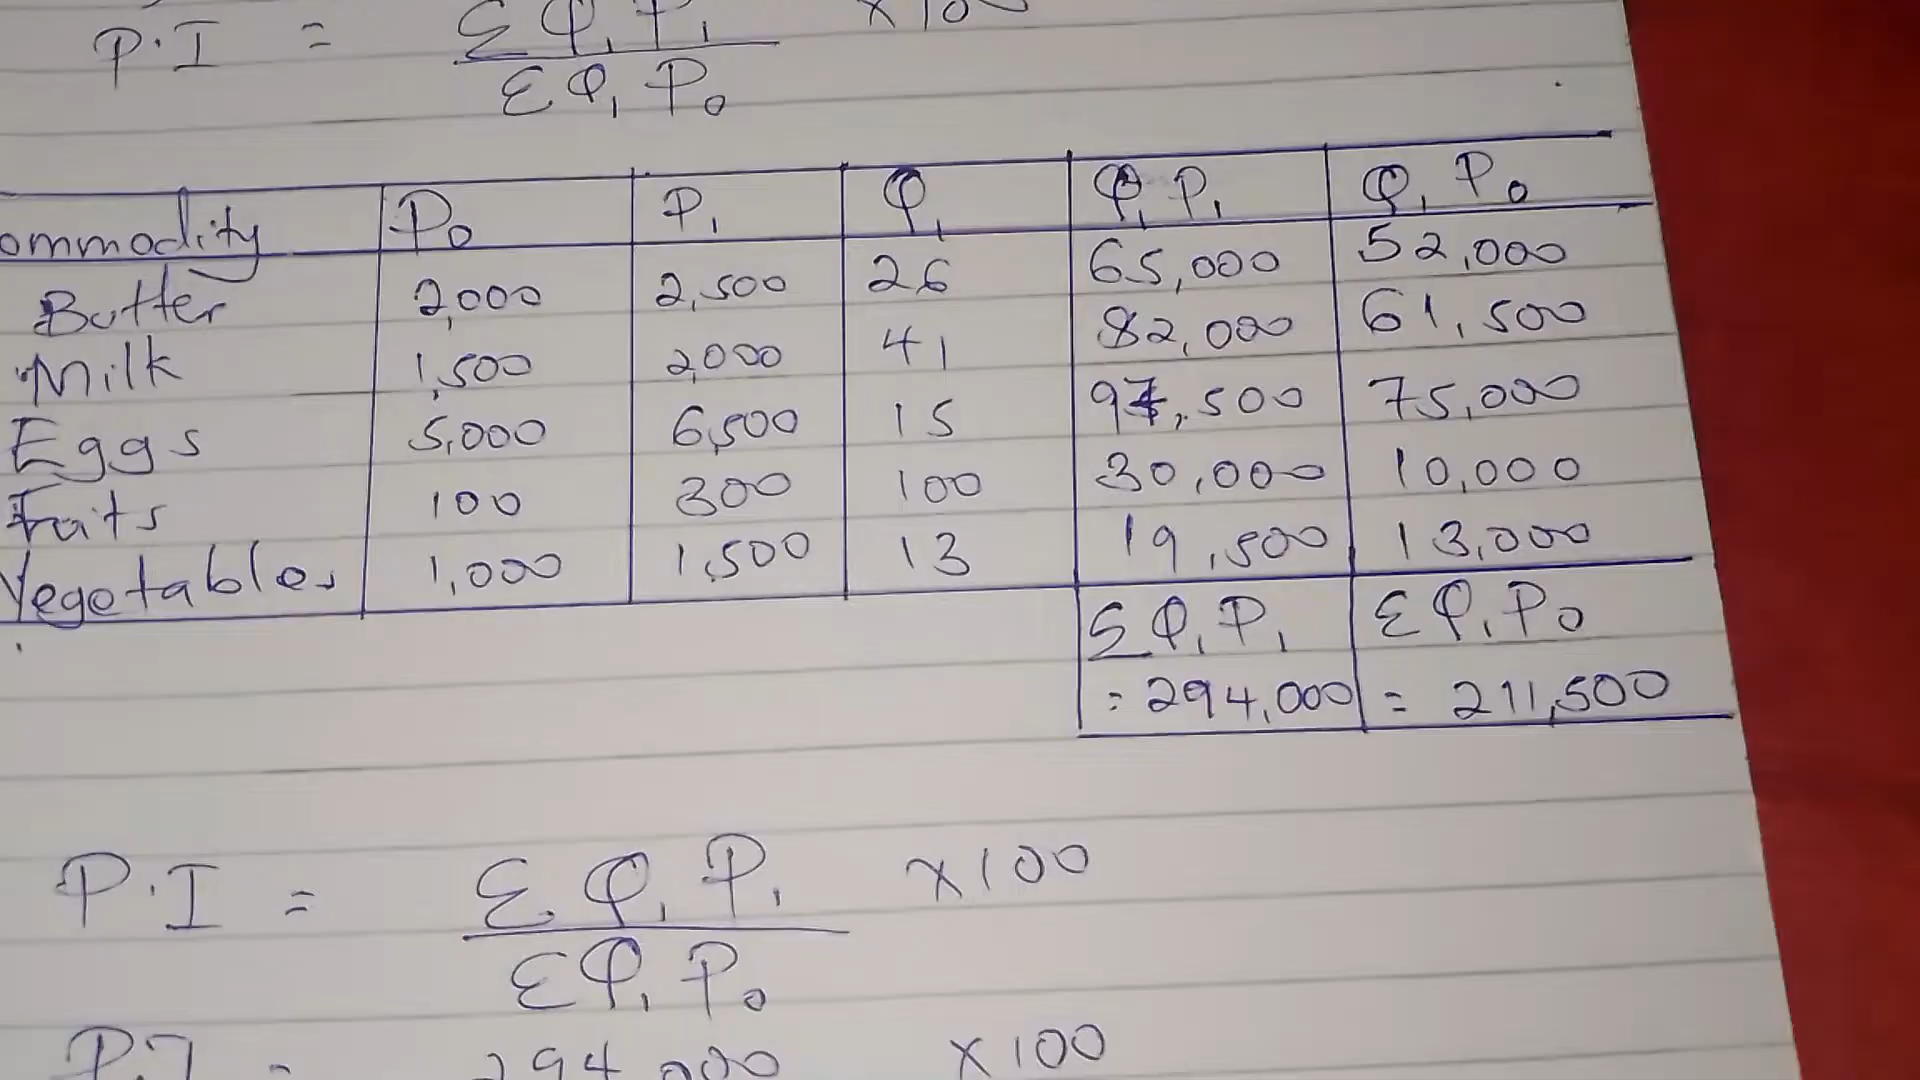 P.I = ΣQ₁P₁ ×100
ΣQ₁P₀
ommodity P₀ P₁ Q₁ Q₁P₁ Q₁P₀
Butter 2,000 2,500 26 65,000 52,000
Milk 1,500 2,000 41 82,000 61,500
Eggs 5,000 6,500 15 97,500 75,000
Fruits 100 300 100 30,000 10,000
Vegetables 1,000 1,500 13 19,500 13,000
ΣQ₁P₁ ΣQ₁P₀
= 294,000 = 211,500
P.I = ΣQ₁P₁ ×100
ΣQ₁P₀
P.I = 294,000 ×100